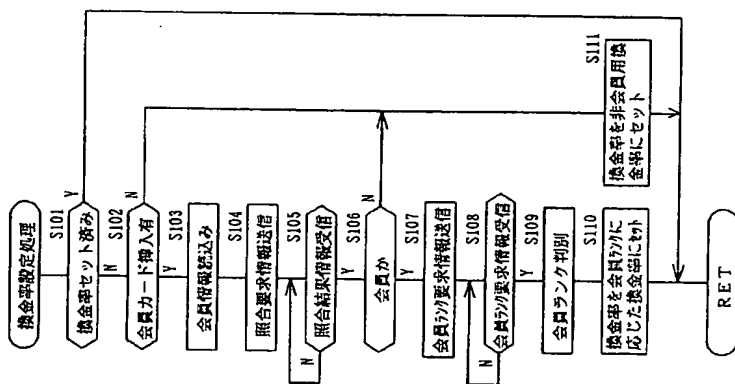 換金率設定処理
S101
換金率セット済み
Y
N
S102
会員カード挿入有
N
Y
S103
会員情報読込み
S104
照合要求情報送信
S105
照合結果情報受信
N
Y
S106
会員か
N
Y
S107
会員ランク要求情報送信
S108
会員ランク要求情報受信
N
Y
S109
会員ランク判別
S110
換金率を会員ランクに
応じた換金率にセット
S111
換金率を非会員用換
金率にセット
RET